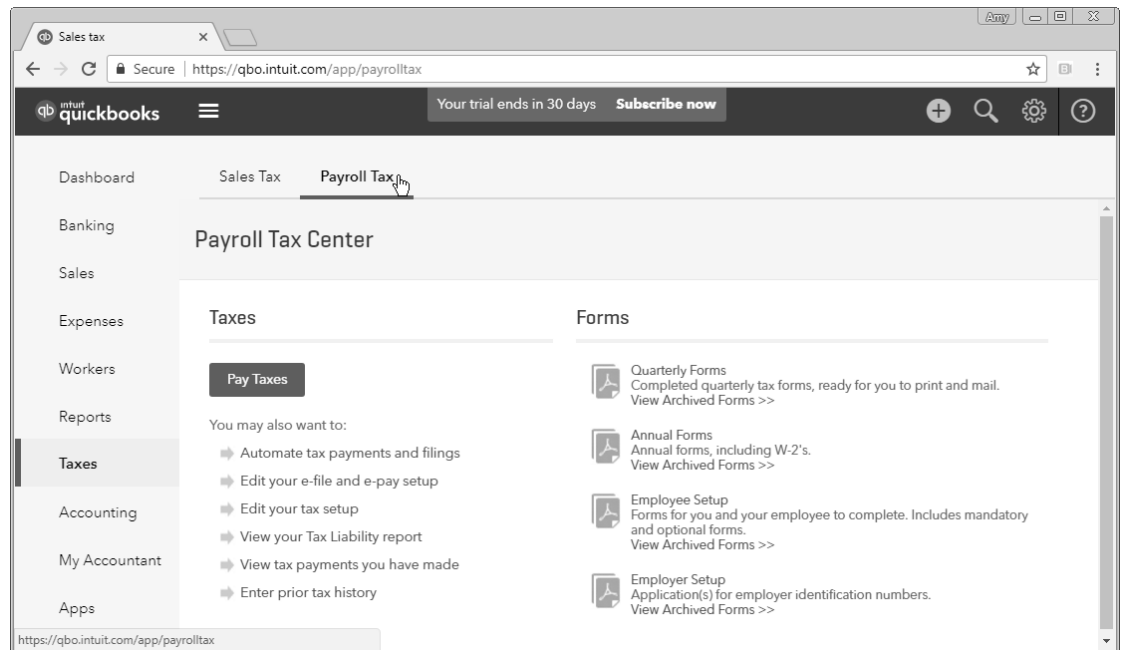 Amy
Sales tax
Secure https://qbo.intuit.com/app/payrolltax
qb intuit quickbooks
Your trial ends in 30 days Subscribe now
Dashboard
Banking
Sales
Expenses
Workers
Reports
Taxes
Accounting
My Accountant
Apps
Sales Tax Payroll Tax
Payroll Tax Center
Taxes
Pay Taxes
You may also want to:
Automate tax payments and filings
Edit your e-file and e-pay setup
Edit your tax setup
View your Tax Liability report
View tax payments you have made
Enter prior tax history
Forms
Quarterly Forms
Completed quarterly tax forms, ready for you to print and mail.
View Archived Forms >>
Annual Forms
Annual forms, including W-2's.
View Archived Forms >>
Employee Setup
Forms for you and your employee to complete. Includes mandatory
and optional forms.
View Archived Forms >>
Employer Setup
Application(s) for employer identification numbers.
View Archived Forms >>
https://qbo.intuit.com/app/payrolltax